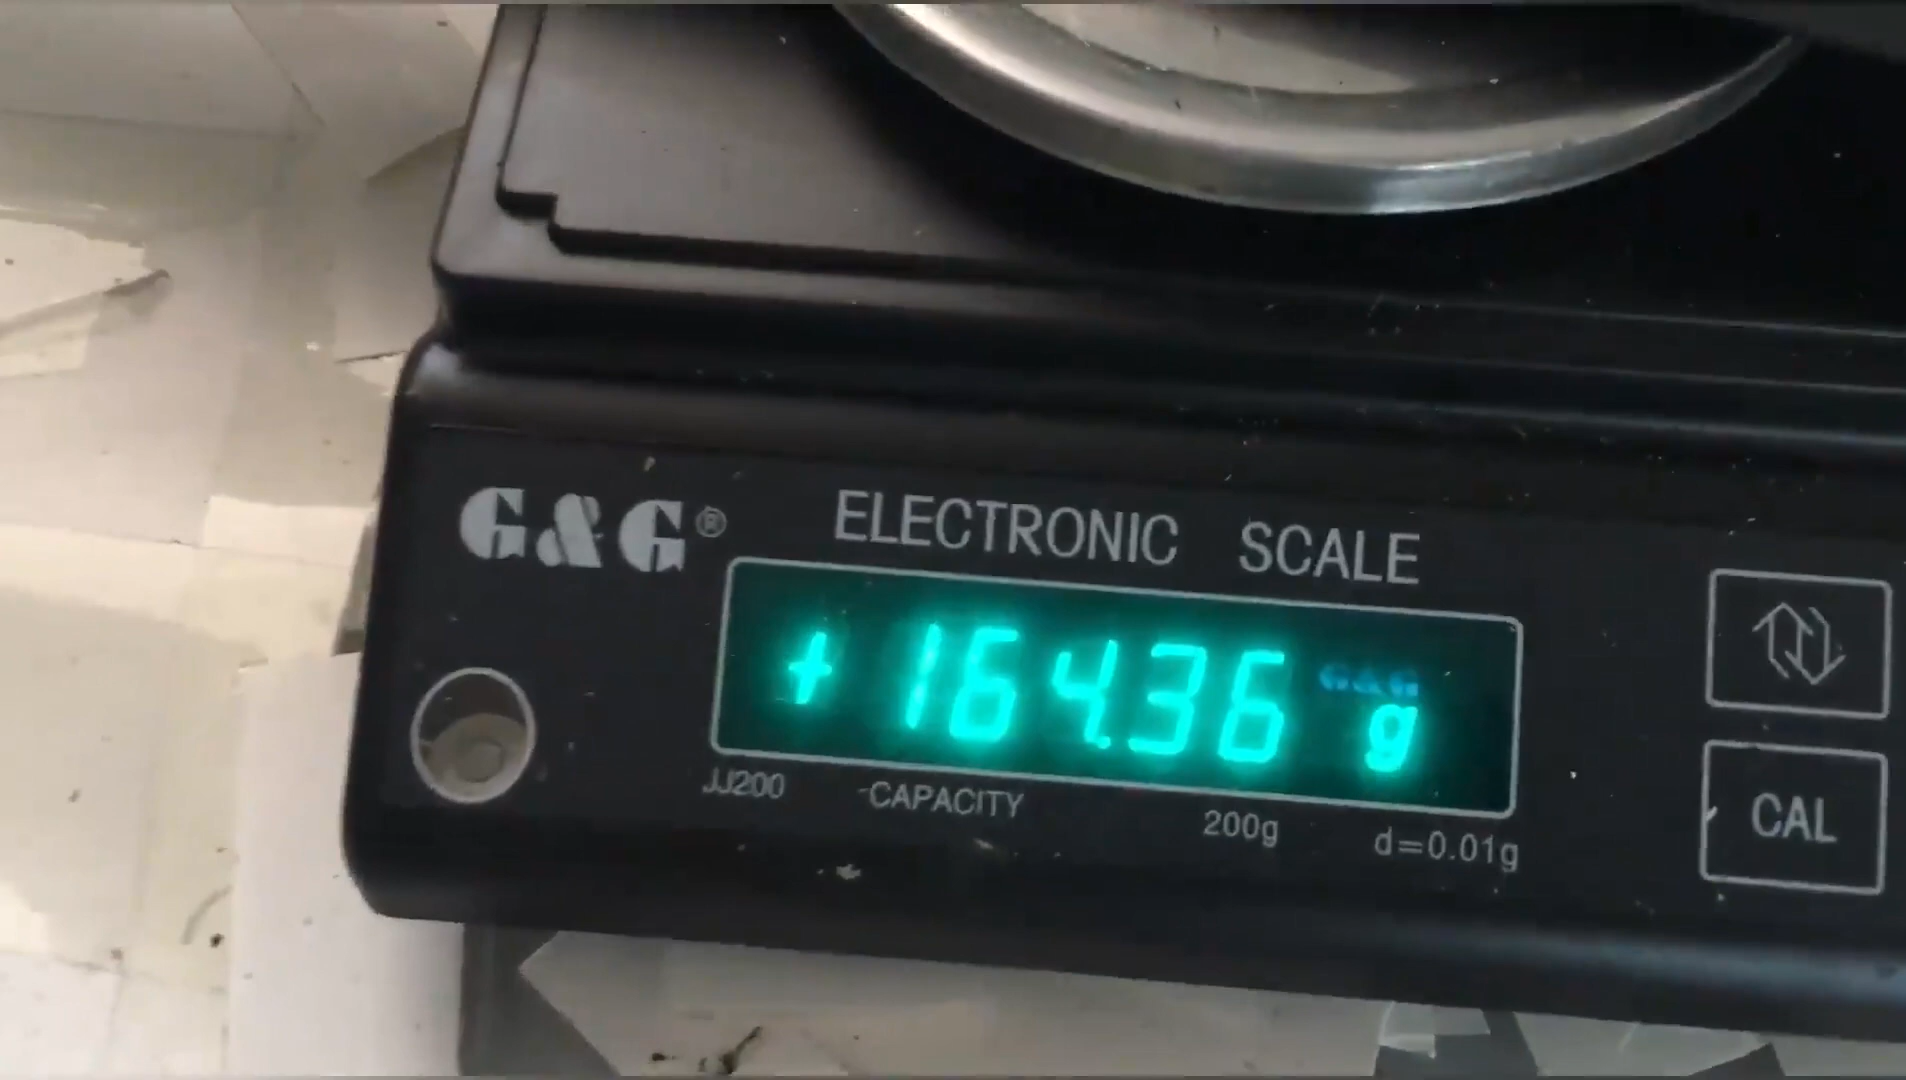 G&G®
ELECTRONIC SCALE
+ 164.36 g
G&G
JJ200 -CAPACITY 200g d=0.01g
CAL